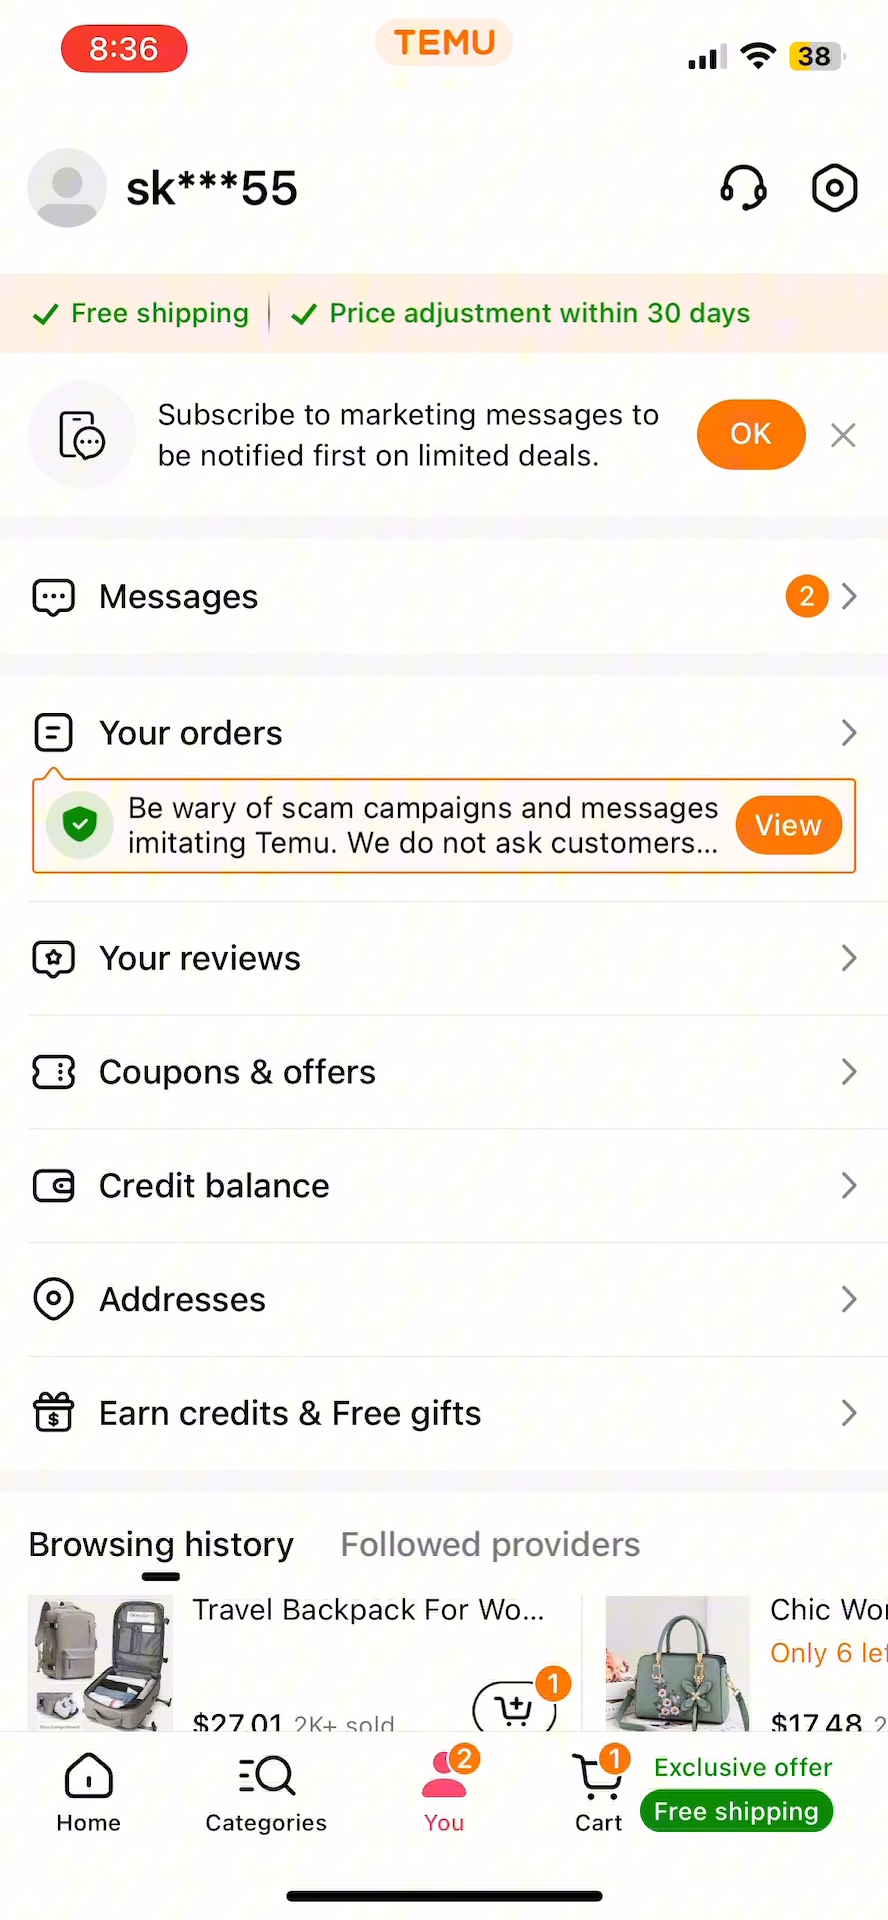 8:36
TEMU
38
sk***55
Free shipping
Price adjustment within 30 days
Subscribe to marketing messages to
be notified first on limited deals.
OK
Messages
2
Your orders
Be wary of scam campaigns and messages
imitating Temu. We do not ask customers...
View
Your reviews
Coupons & offers
Credit balance
Addresses
Earn credits & Free gifts
Browsing history
Followed providers
Travel Backpack For Wo...
$27.01 2K+ sold
1
Chic Wor
Only 6 lef
$17.48 2
Home
Categories
2
You
1
Cart
Exclusive offer
Free shipping